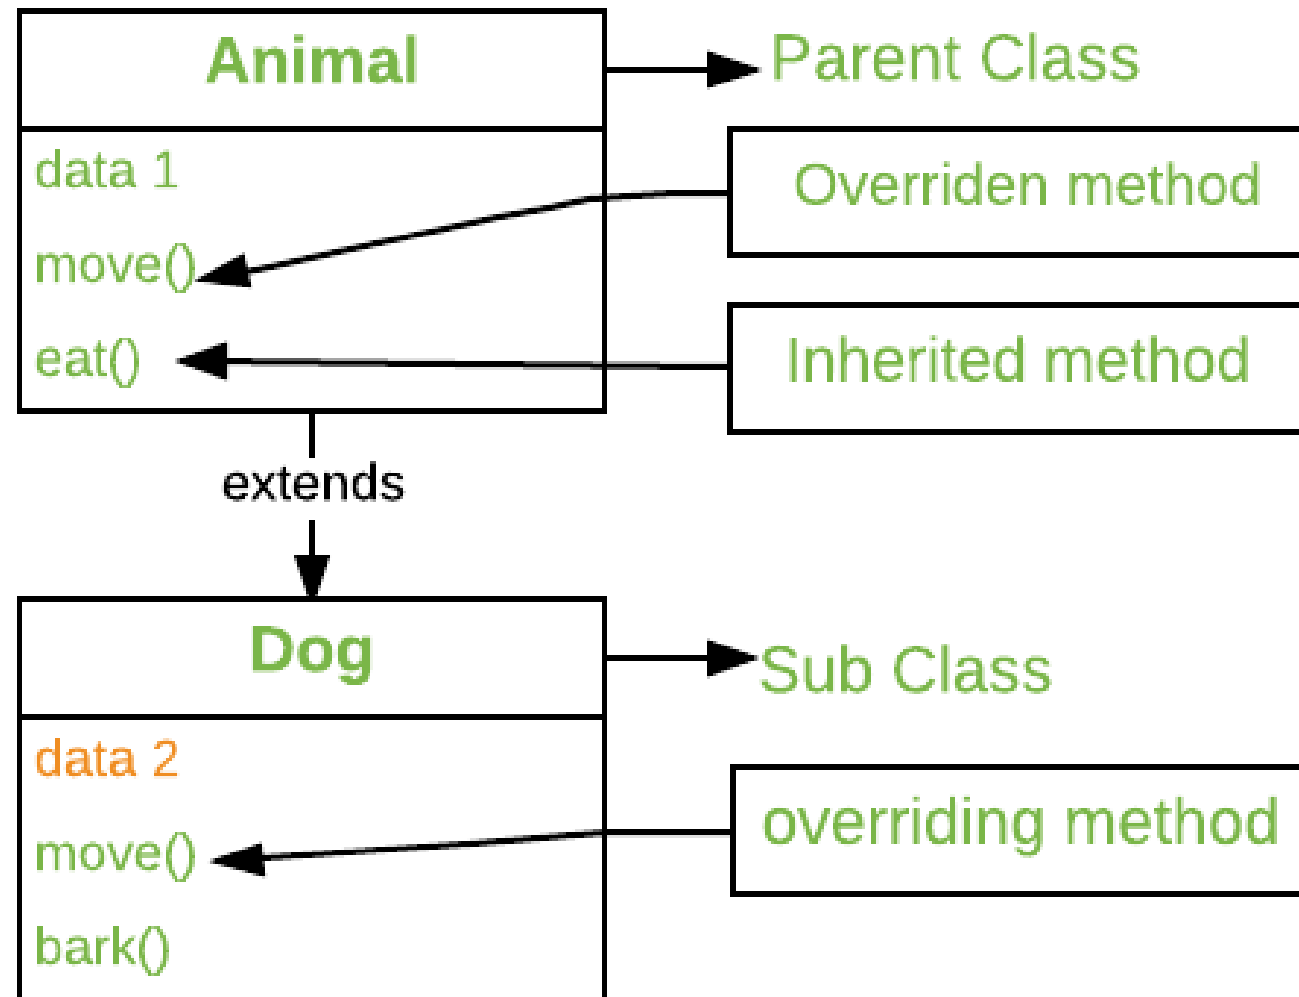 Animal
Parent Class
data 1
Overriden method
move()
eat()
Inherited method
extends
Dog
Sub Class
data 2
move()
overriding method
bark()